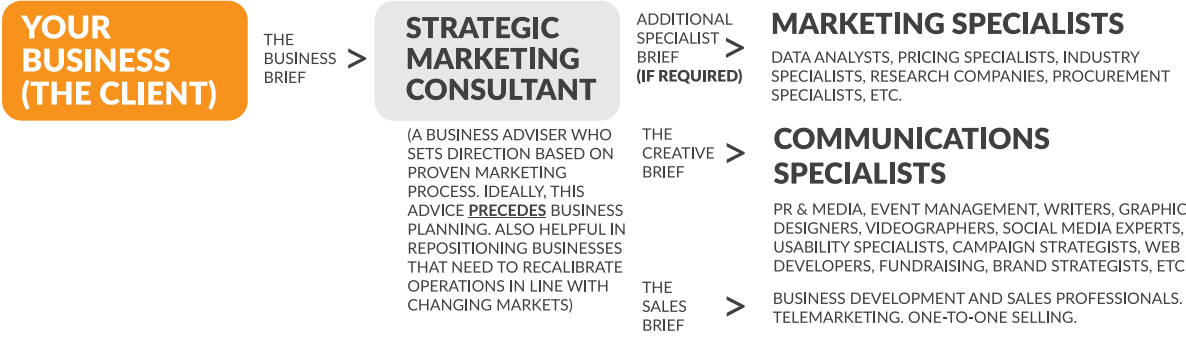 YOUR
BUSINESS
(THE CLIENT)
THE
BUSINESS
BRIEF
>
STRATEGIC
MARKETING
CONSULTANT
(A BUSINESS ADVISER WHO
SETS DIRECTION BASED ON
PROVEN MARKETING
PROCESS. IDEALLY, THIS
ADVICE PRECEDES BUSINESS
PLANNING. ALSO HELPFUL IN
REPOSITIONING BUSINESSES
THAT NEED TO RECALIBRATE
OPERATIONS IN LINE WITH
CHANGING MARKETS)
ADDITIONAL
SPECIALIST
BRIEF
(IF REQUIRED)
>
MARKETING SPECIALISTS
DATA ANALYSTS, PRICING SPECIALISTS, INDUSTRY
SPECIALISTS, RESEARCH COMPANIES, PROCUREMENT
SPECIALISTS, ETC.
THE
CREATIVE
BRIEF
>
COMMUNICATIONS
SPECIALISTS
PR & MEDIA, EVENT MANAGEMENT, WRITERS, GRAPHIC
DESIGNERS, VIDEOGRAPHERS, SOCIAL MEDIA EXPERTS,
USABILITY SPECIALISTS, CAMPAIGN STRATEGISTS, WEB
DEVELOPERS, FUNDRAISING, BRAND STRATEGISTS, ETC
THE
SALES
BRIEF
>
BUSINESS DEVELOPMENT AND SALES PROFESSIONALS.
TELEMARKETING. ONE-TO-ONE SELLING.